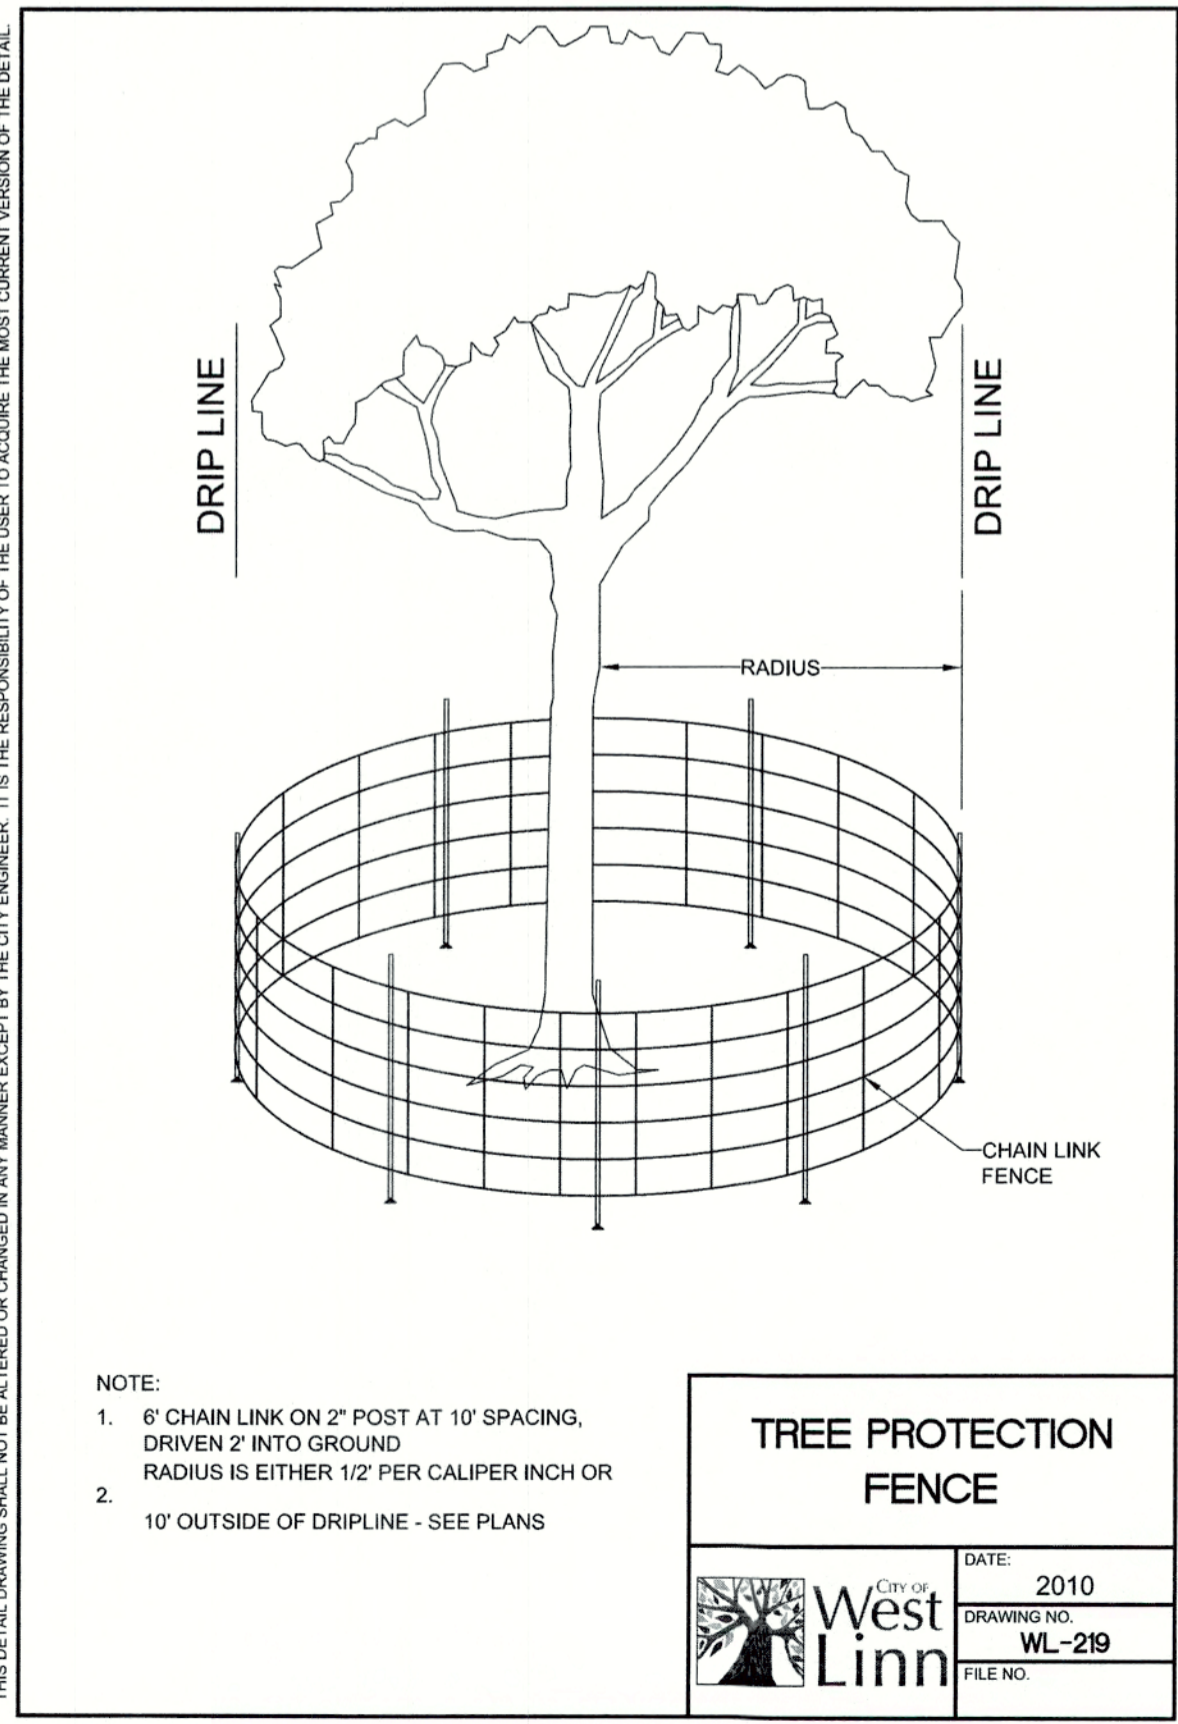 THIS DETAIL DRAWING SHALL NOT BE ALTERED OR CHANGED IN ANY MANNER EXCEPT BY THE CITY ENGINEER. IT IS THE RESPONSIBILITY OF THE USER TO ACQUIRE THE MOST CURRENT VERSION OF THE DETAIL.
DRIP LINE
DRIP LINE
RADIUS
CHAIN LINK
FENCE
NOTE:
1. 6' CHAIN LINK ON 2" POST AT 10' SPACING,
DRIVEN 2' INTO GROUND
RADIUS IS EITHER 1/2' PER CALIPER INCH OR
2.
10' OUTSIDE OF DRIPLINE - SEE PLANS
TREE PROTECTION
FENCE
CITY OF
West
Linn
DATE:
2010
DRAWING NO.
WL-219
FILE NO.